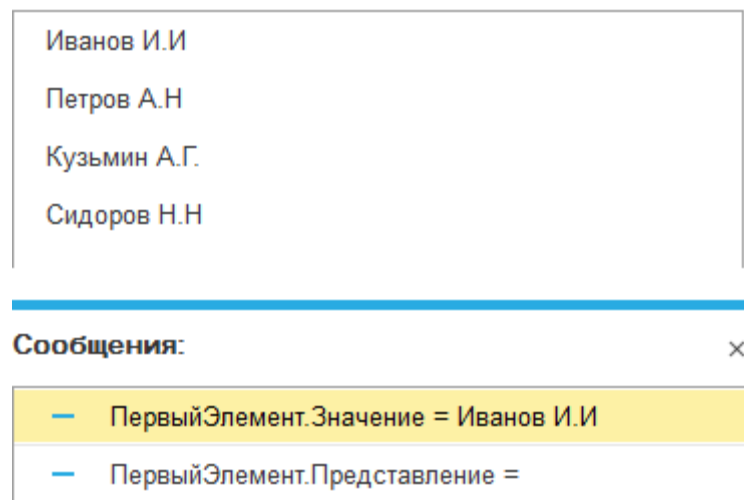 Иванов И.И
Петров А.Н
Кузьмин А.Г.
Сидоров Н.Н
Сообщения:
ПервыйЭлемент.Значение = Иванов И.И
ПервыйЭлемент.Представление =